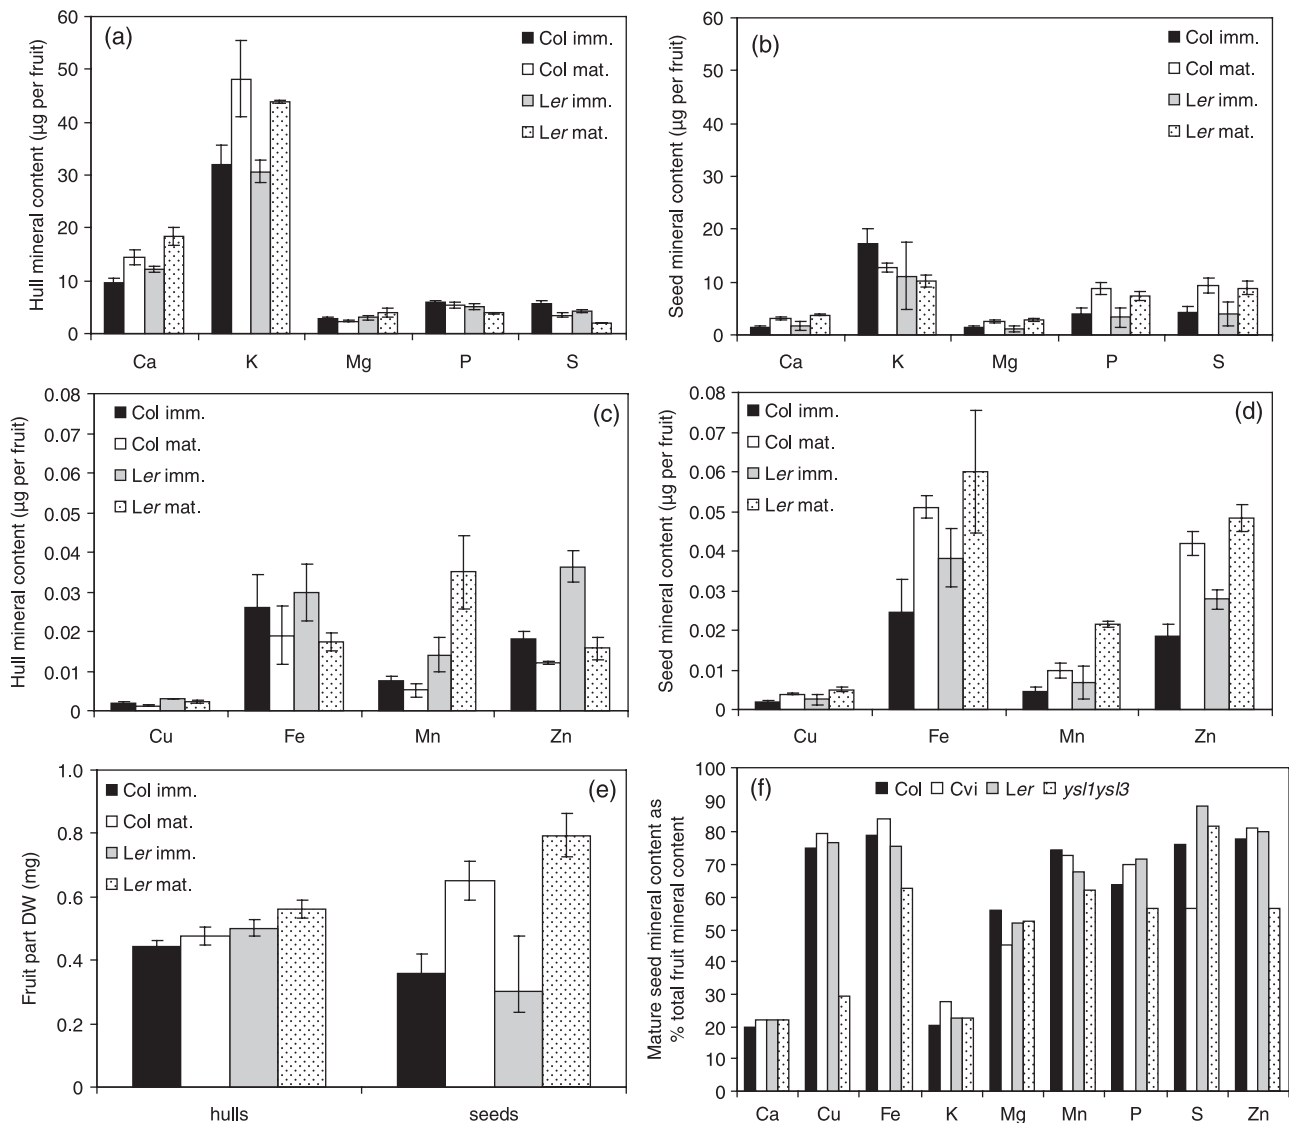 (a)
Hull mineral content (µg per fruit)
60
50
40
30
20
10
0
Col imm.
Col mat.
Ler imm.
Ler mat.
Ca K Mg P S
(b)
Seed mineral content (µg per fruit)
60
50
40
30
20
10
0
Col imm.
Col mat.
Ler imm.
Ler mat.
Ca K Mg P S
(c)
Hull mineral content (µg per fruit)
0.08
0.07
0.06
0.05
0.04
0.03
0.02
0.01
0
Col imm.
Col mat.
Ler imm.
Ler mat.
Cu Fe Mn Zn
(d)
Seed mineral content (µg per fruit)
0.08
0.07
0.06
0.05
0.04
0.03
0.02
0.01
0
Col imm.
Col mat.
Ler imm.
Ler mat.
Cu Fe Mn Zn
(e)
Fruit part DW (mg)
1.0
0.8
0.6
0.4
0.2
0
Col imm.
Col mat.
Ler imm.
Ler mat.
hulls seeds
(f)
Mature seed mineral content as
% total fruit mineral content
100
90
80
70
60
50
40
30
20
10
0
Col Cvi Ler ysl1ysl3
Ca Cu Fe K Mg Mn P S Zn